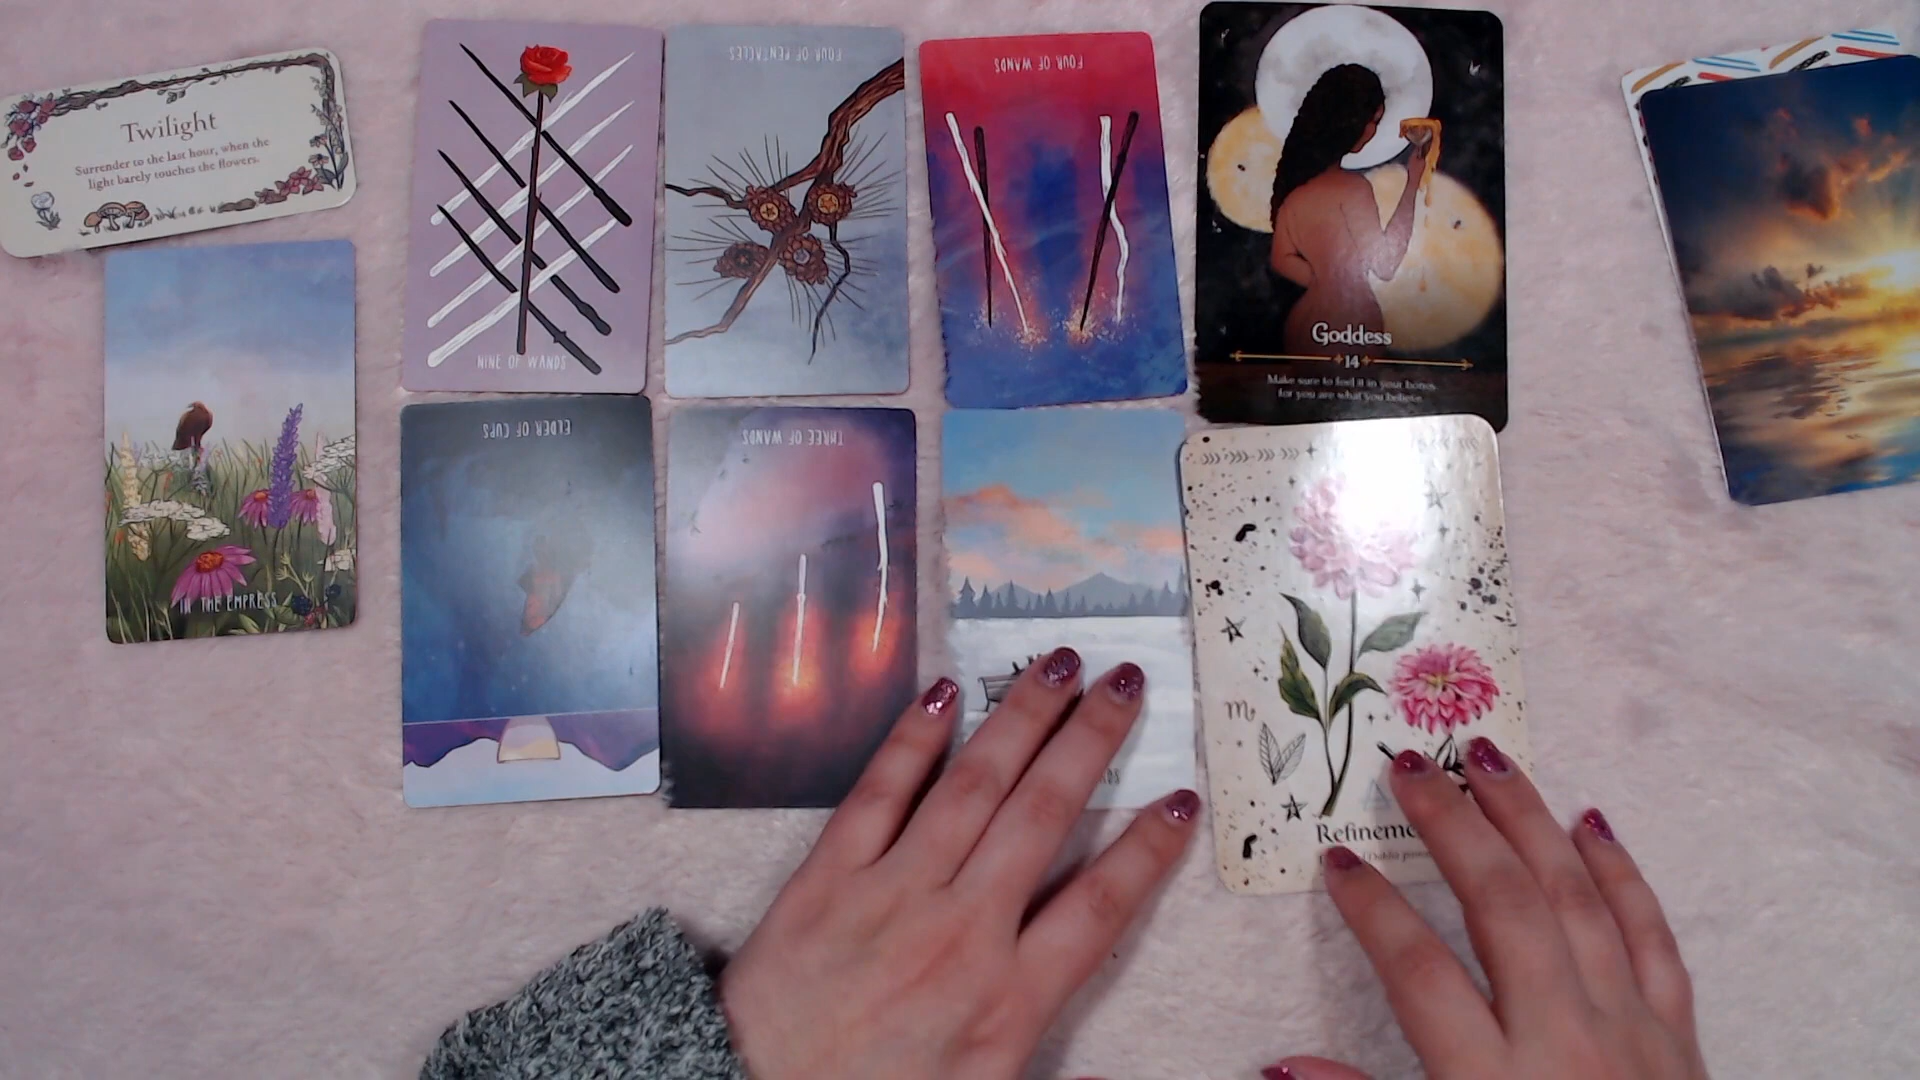 Twilight
Surrender to the last hour, when the
light barely touches the flowers.
III THE EMPRESS
NINE OF WANDS
FOUR OF PENTACLES
FOUR OF WANDS
Goddess
14
Make sure to feel it in your bones
for you are what you believe.
ELDER OF CUPS
THREE OF WANDS
m
Refineme